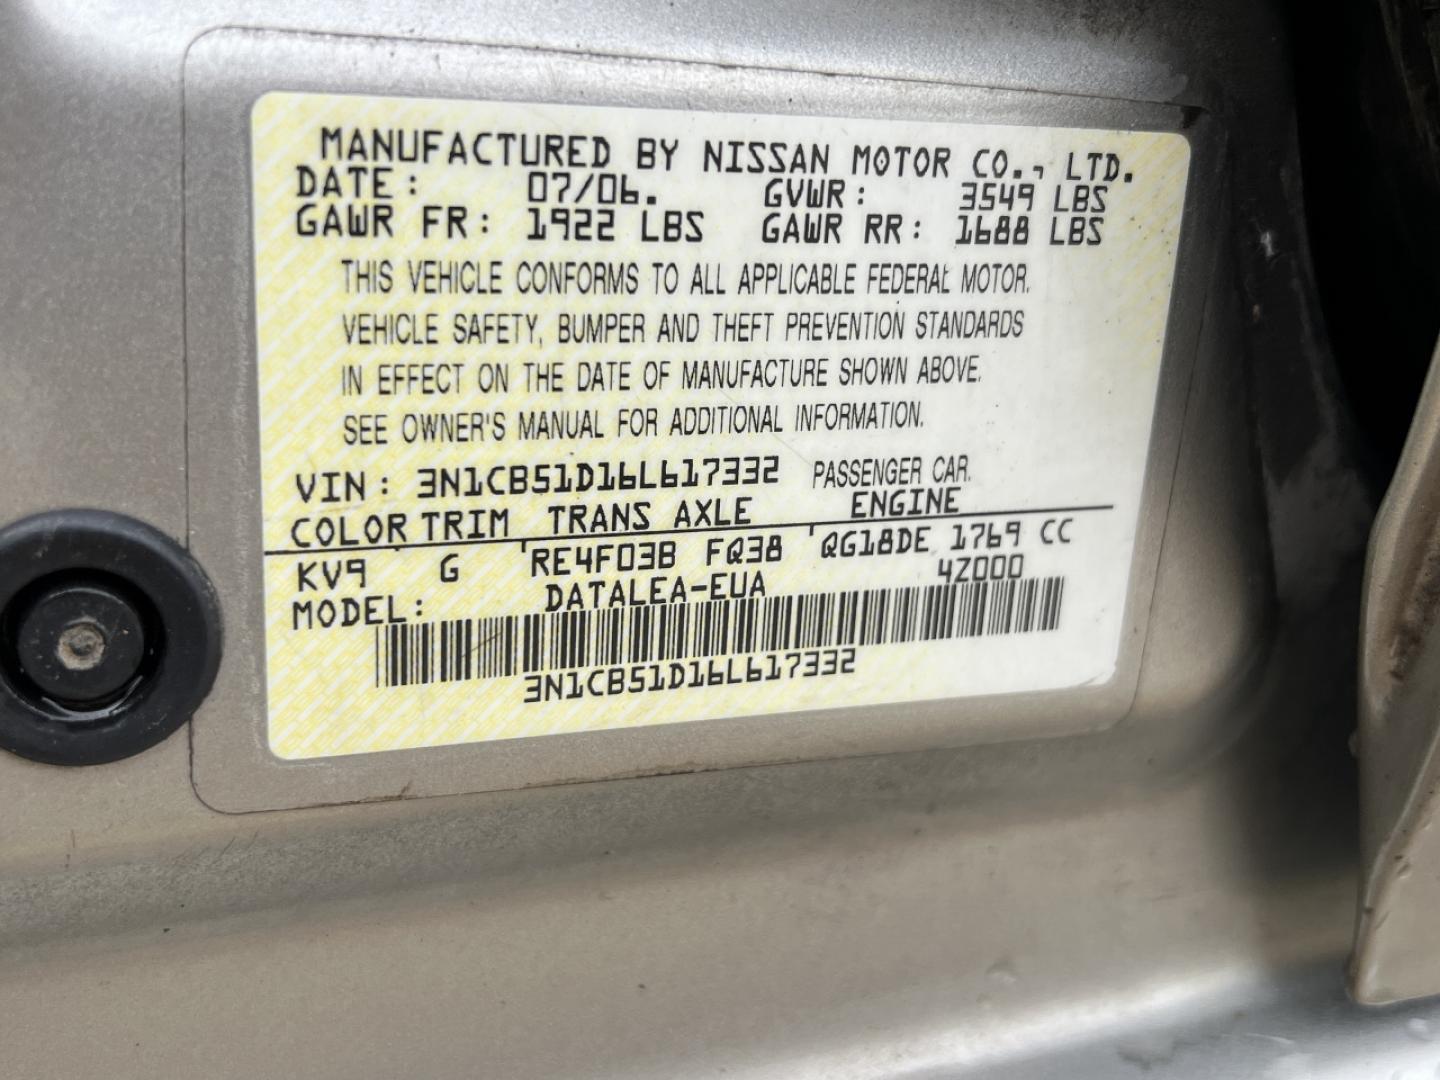 MANUFACTURED BY NISSAN MOTOR CO., LTD.
DATE: 07/06. GVWR: 3549 LBS
GAWR FR: 1922 LBS GAWR RR: 1688 LBS
THIS VEHICLE CONFORMS TO ALL APPLICABLE FEDERAL MOTOR.
VEHICLE SAFETY, BUMPER AND THEFT PREVENTION STANDARDS
IN EFFECT ON THE DATE OF MANUFACTURE SHOWN ABOVE.
SEE OWNER'S MANUAL FOR ADDITIONAL INFORMATION.
VIN: 3N1CB51D16L617332 PASSENGER CAR.
COLOR TRIM TRANS AXLE ENGINE
KV9 G RE4F03B FQ38 QG18DE 1769 CC
MODEL: DATALEA-EUA 4Z000
3N1CB51D16L617332